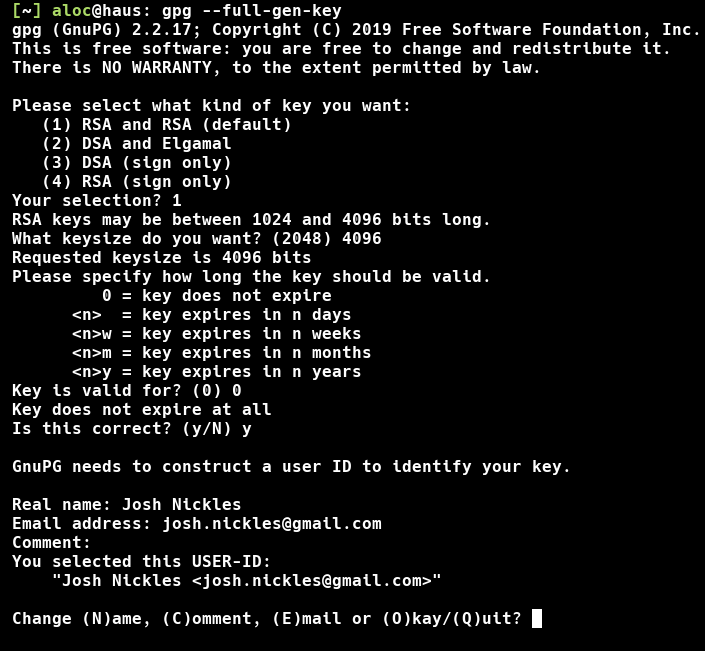 [~] aloc@haus: gpg --full-gen-key
gpg (GnuPG) 2.2.17; Copyright (C) 2019 Free Software Foundation, Inc.
This is free software: you are free to change and redistribute it.
There is NO WARRANTY, to the extent permitted by law.

Please select what kind of key you want:
   (1) RSA and RSA (default)
   (2) DSA and Elgamal
   (3) DSA (sign only)
   (4) RSA (sign only)
Your selection? 1
RSA keys may be between 1024 and 4096 bits long.
What keysize do you want? (2048) 4096
Requested keysize is 4096 bits
Please specify how long the key should be valid.
         0 = key does not expire
      <n>  = key expires in n days
      <n>w = key expires in n weeks
      <n>m = key expires in n months
      <n>y = key expires in n years
Key is valid for? (0) 0
Key does not expire at all
Is this correct? (y/N) y

GnuPG needs to construct a user ID to identify your key.

Real name: Josh Nickles
Email address: josh.nickles@gmail.com
Comment:
You selected this USER-ID:
    "Josh Nickles <josh.nickles@gmail.com>"

Change (N)ame, (C)omment, (E)mail or (O)kay/(Q)uit?